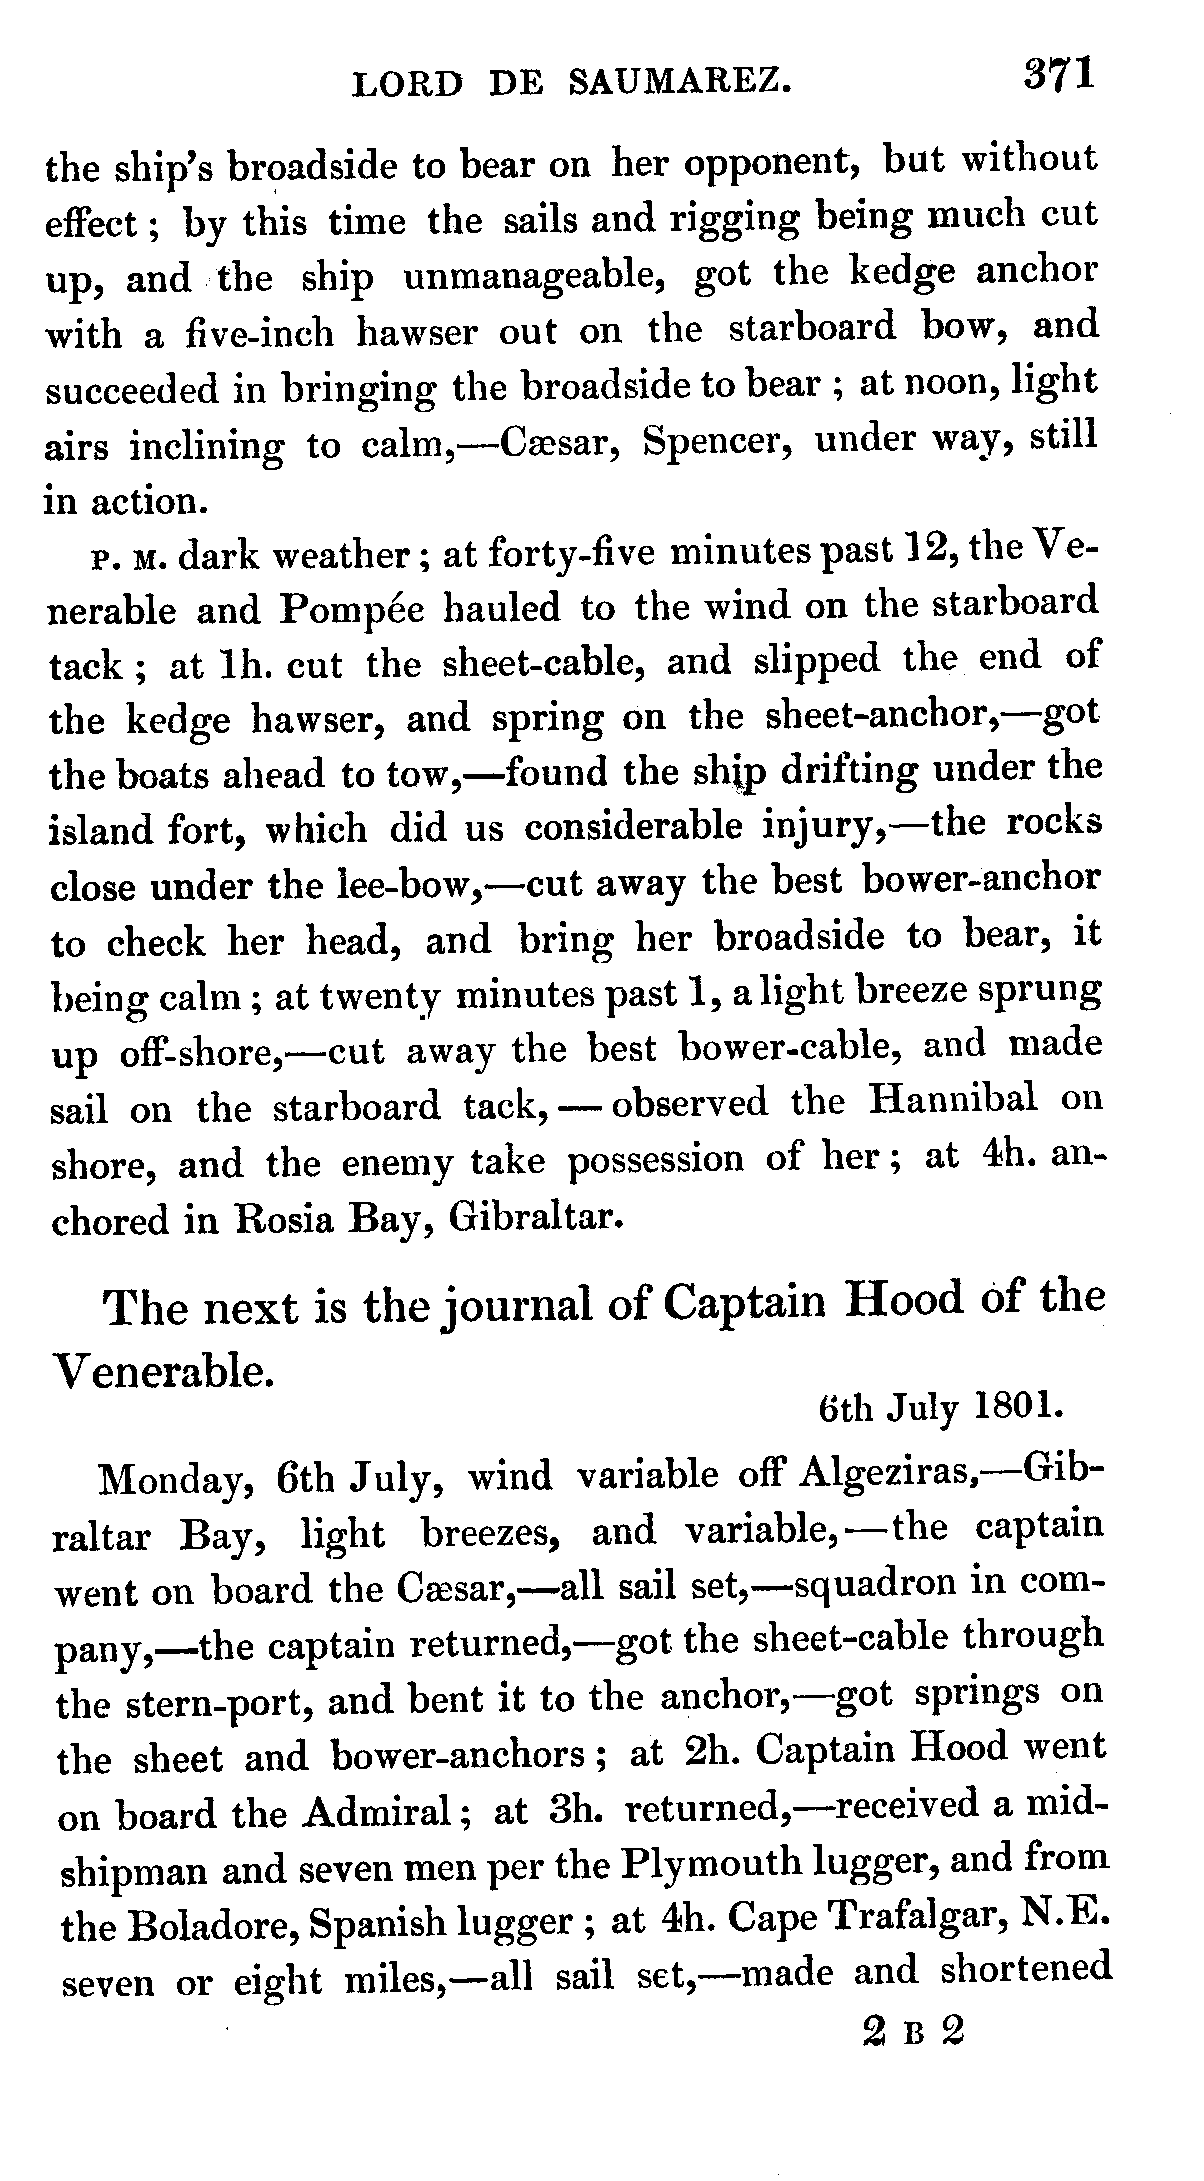 LORD DE SAUMAREZ. 371
the ship's broadside to bear on her opponent, but without
effect ; by this time the sails and rigging being much cut
up, and the ship unmanageable, got the kedge anchor
with a five-inch hawser out on the starboard bow, and
succeeded in bringing the broadside to bear ; at noon, light
airs inclining to calm,—Cæsar, Spencer, under way, still
in action.
P. M. dark weather ; at forty-five minutes past 12, the Ve-
nerable and Pompée hauled to the wind on the starboard
tack ; at 1h. cut the sheet-cable, and slipped the end of
the kedge hawser, and spring on the sheet-anchor,—got
the boats ahead to tow,—found the ship drifting under the
island fort, which did us considerable injury,—the rocks
close under the lee-bow,—cut away the best bower-anchor
to check her head, and bring her broadside to bear, it
being calm ; at twenty minutes past 1, a light breeze sprung
up off-shore,—cut away the best bower-cable, and made
sail on the starboard tack, — observed the Hannibal on
shore, and the enemy take possession of her ; at 4h. an-
chored in Rosia Bay, Gibraltar.
The next is the journal of Captain Hood of the
Venerable.
6th July 1801.
Monday, 6th July, wind variable off Algeziras,—Gib-
raltar Bay, light breezes, and variable,—the captain
went on board the Cæsar,—all sail set,—squadron in com-
pany,—the captain returned,—got the sheet-cable through
the stern-port, and bent it to the anchor,—got springs on
the sheet and bower-anchors ; at 2h. Captain Hood went
on board the Admiral ; at 3h. returned,—received a mid-
shipman and seven men per the Plymouth lugger, and from
the Boladore, Spanish lugger ; at 4h. Cape Trafalgar, N.E.
seven or eight miles,—all sail set,—made and shortened
2 B 2